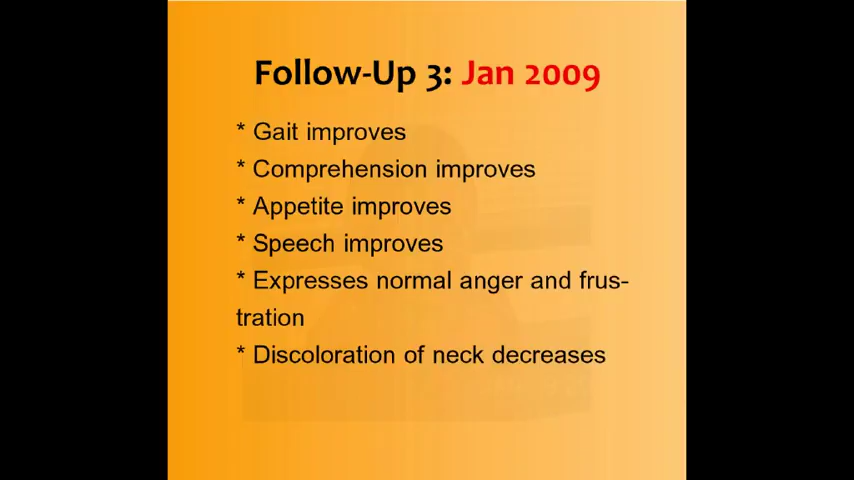 Follow-Up 3: Jan 2009
* Gait improves
* Comprehension improves
* Appetite improves
* Speech improves
* Expresses normal anger and frus-
tration
* Discoloration of neck decreases